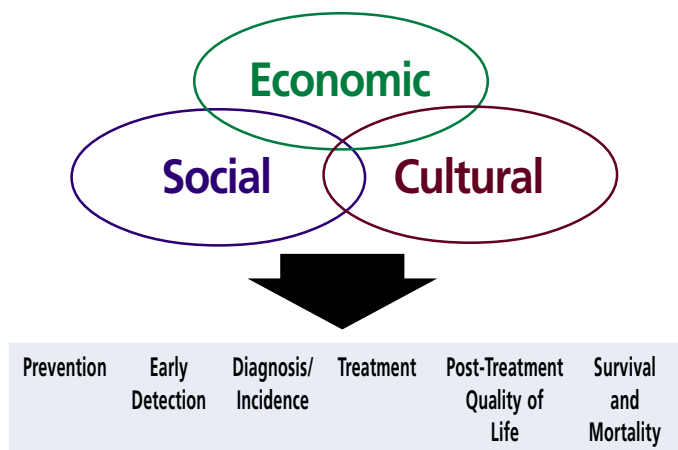 Economic
Social
Cultural
Prevention
Early
Detection
Diagnosis/
Incidence
Treatment
Post-Treatment
Quality of
Life
Survival
and
Mortality